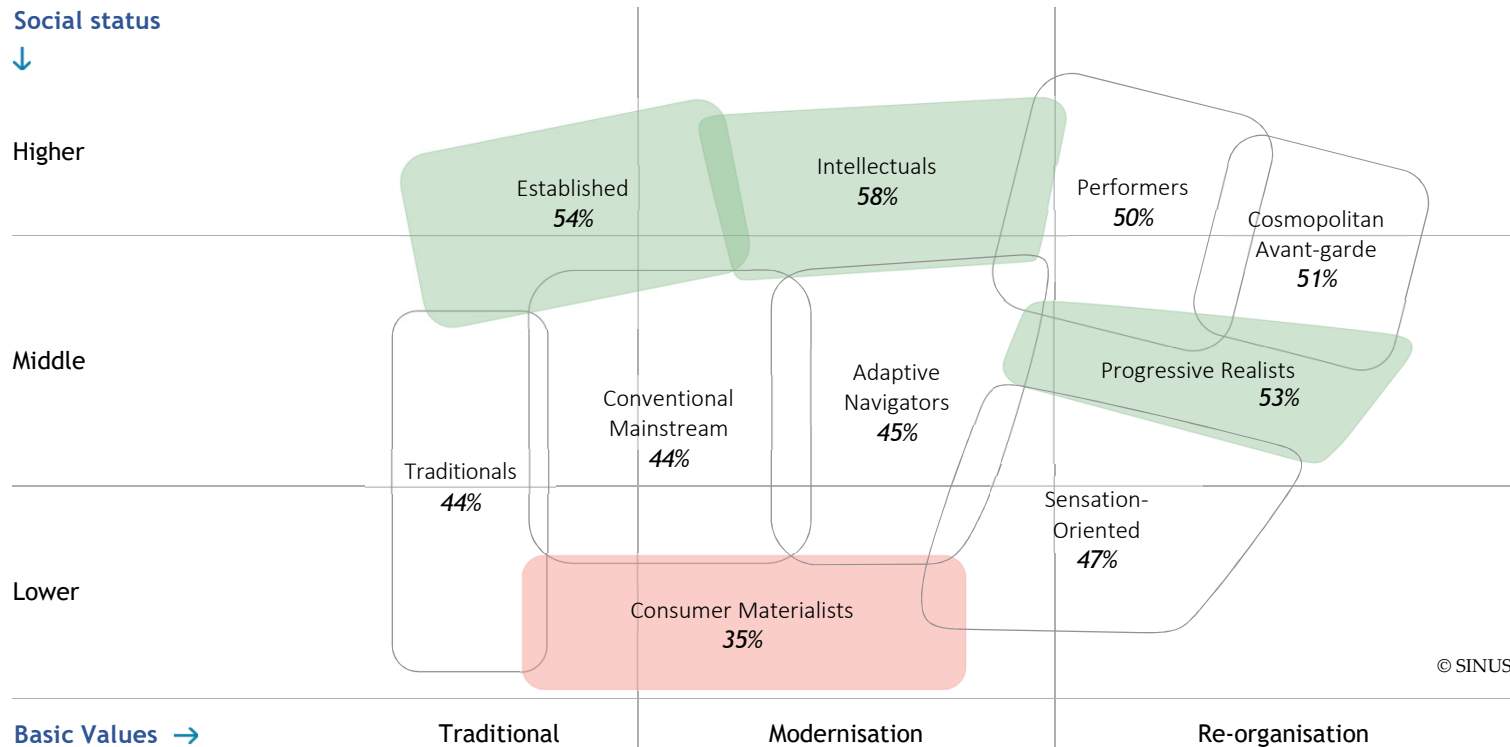 Social status
↓
Higher
Established
54%
Intellectuals
58%
Performers
50%
Cosmopolitan
Avant-garde
51%
Middle
Traditionals
44%
Conventional
Mainstream
44%
Adaptive
Navigators
45%
Progressive Realists
53%
Sensation-
Oriented
47%
Lower
Consumer Materialists
35%
© SINUS
Basic Values →
Traditional
Modernisation
Re-organisation